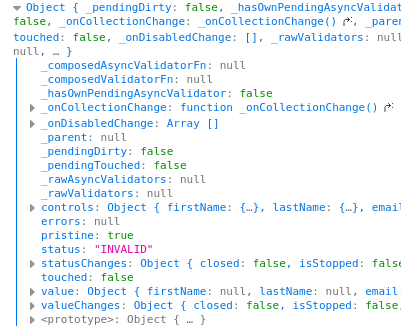 Object { _pendingDirty: false, _hasOwnPendingAsyncValidat
false, _onCollectionChange: _onCollectionChange(), _paren
touched: false, _onDisabledChange: [], _rawValidators: null
null, … }
_composedAsyncValidatorFn: null
_composedValidatorFn: null
_hasOwnPendingAsyncValidator: false
_onCollectionChange: function _onCollectionChange()
_onDisabledChange: Array []
_parent: null
_pendingDirty: false
_pendingTouched: false
_rawAsyncValidators: null
_rawValidators: null
controls: Object { firstName: {…}, lastName: {…}, email
errors: null
pristine: true
status: "INVALID"
statusChanges: Object { closed: false, isStopped: false
touched: false
value: Object { firstName: null, lastName: null, email
valueChanges: Object { closed: false, isStopped: false,
<prototype>: Object { … }